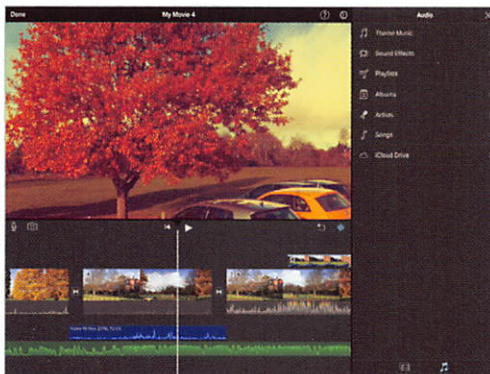 Done
My Movie 4
Audio
Theme Music
Sound Effects
Playlists
Albums
Artists
Songs
iCloud Drive